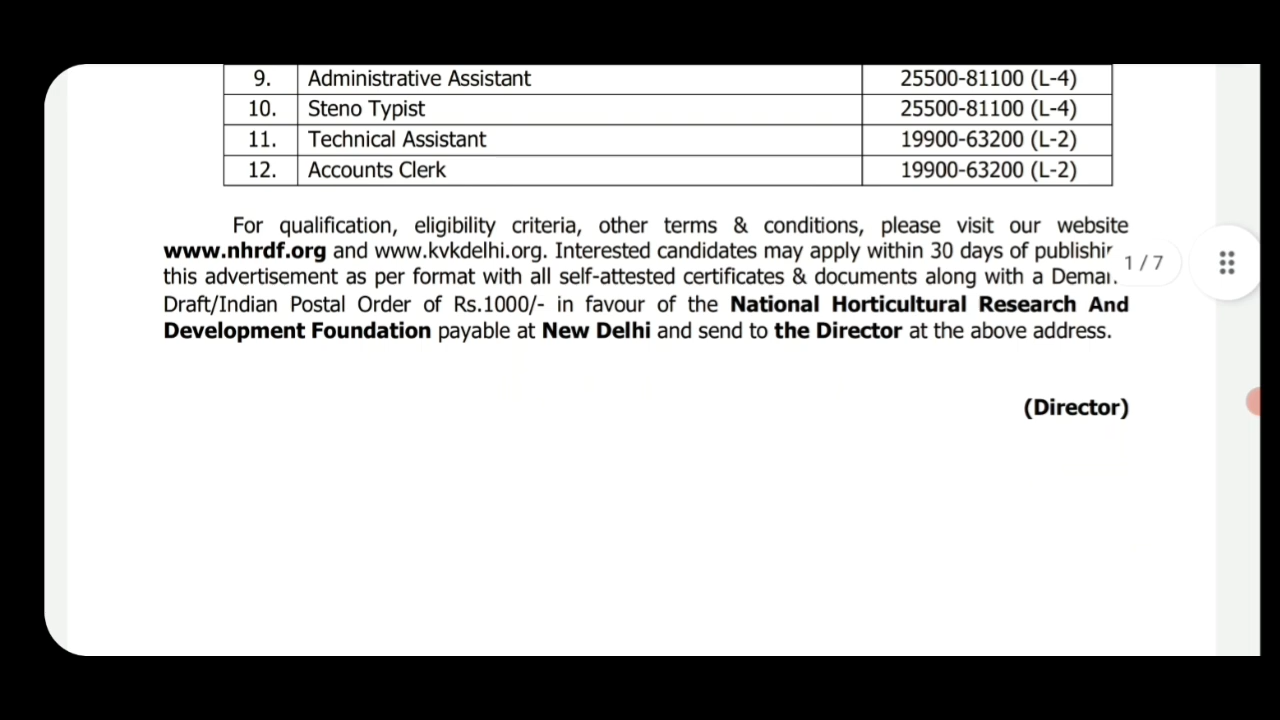 9. Administrative Assistant 25500-81100 (L-4)
10. Steno Typist 25500-81100 (L-4)
11. Technical Assistant 19900-63200 (L-2)
12. Accounts Clerk 19900-63200 (L-2)
For qualification, eligibility criteria, other terms & conditions, please visit our website
www.nhrdf.org and www.kvkdelhi.org. Interested candidates may apply within 30 days of
this advertisement as per format with all self-attested certificates & documents along with a
Draft/Indian Postal Order of Rs.1000/- in favour of the National Horticultural Research And
Development Foundation payable at New Delhi and send to the Director at the above address.
(Director)
1 / 7